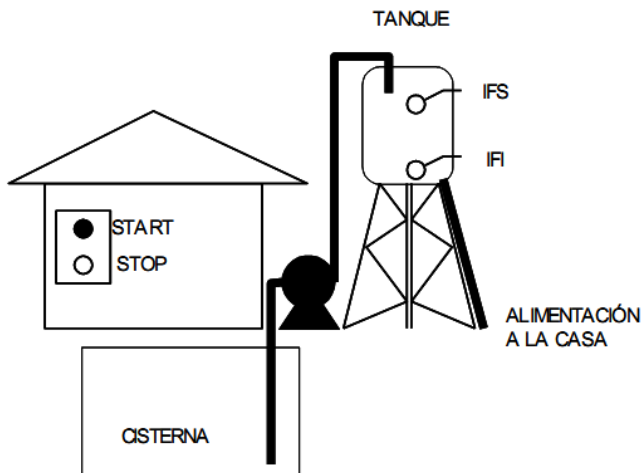 TANQUE
IFS
IFI
START
STOP
ALIMENTACIÓN
A LA CASA
CISTERNA